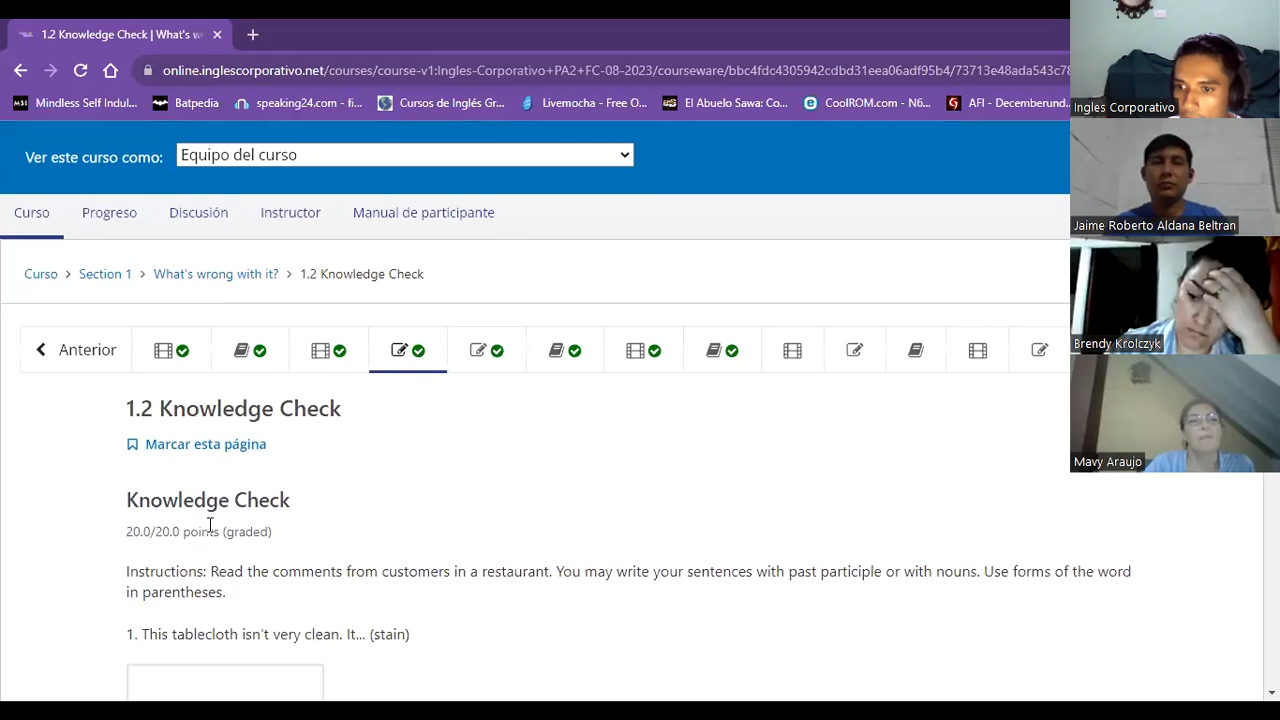 1.2 Knowledge Check | What's w
online.inglescorporativo.net/courses/course-v1:Ingles-Corporativo+PA2+FC-08-2023/courseware/bbc4fdc4305942cdbd31eea06adf95b4/73713e48ada543c78
Mindless Self Indul... Batpedia speaking24.com - fi... Cursos de Inglés Gr... Livemocha - Free O... El Abuelo Sawa: Co... CoolROM.com - N6... AFI - Decemberund...
Ver este curso como: Equipo del curso
Curso Progreso Discusión Instructor Manual de participante
Curso > Section 1 > What's wrong with it? > 1.2 Knowledge Check
Anterior
1.2 Knowledge Check
Marcar esta página
Knowledge Check
20.0/20.0 points (graded)
Instructions: Read the comments from customers in a restaurant. You may write your sentences with past participle or with nouns. Use forms of the word
in parentheses.
1. This tablecloth isn't very clean. It... (stain)
Ingles Corporativo
Jaime Roberto Aldana Beltran
Brendy Krolczyk
Mavy Araujo